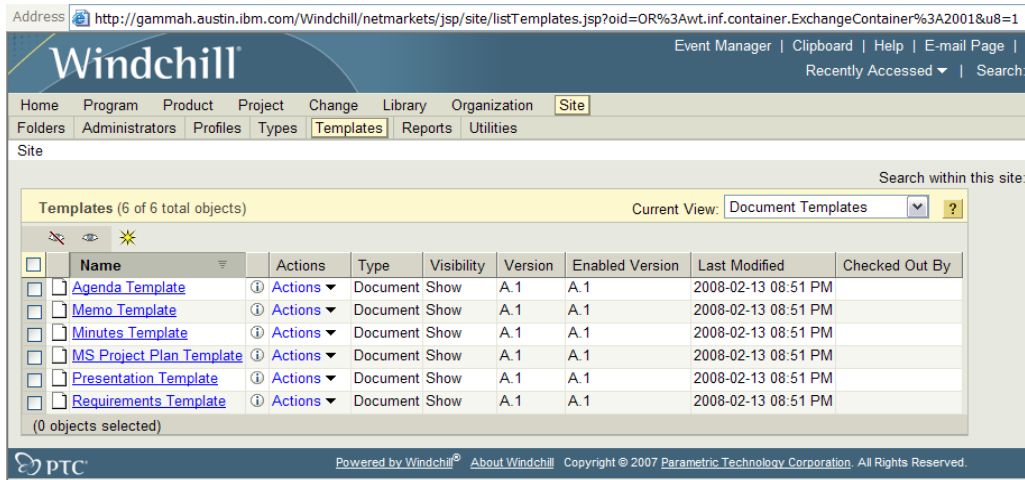 Address http://gammah.austin.ibm.com/Windchill/netmarkets/jsp/site/listTemplates.jsp?oid=OR%3Awt.inf.container.ExchangeContainer%3A2001&u8=1
Event Manager | Clipboard | Help | E-mail Page |
Windchill
Recently Accessed | Search:
Home Program Product Project Change Library Organization Site
Folders Administrators Profiles Types Templates Reports Utilities
Site
Search within this site:
Templates (6 of 6 total objects) Current View: Document Templates ?
Name Actions Type Visibility Version Enabled Version Last Modified Checked Out By
Agenda Template Actions Document Show A.1 A.1 2008-02-13 08:51 PM
Memo Template Actions Document Show A.1 A.1 2008-02-13 08:51 PM
Minutes Template Actions Document Show A.1 A.1 2008-02-13 08:51 PM
MS Project Plan Template Actions Document Show A.1 A.1 2008-02-13 08:51 PM
Presentation Template Actions Document Show A.1 A.1 2008-02-13 08:51 PM
Requirements Template Actions Document Show A.1 A.1 2008-02-13 08:51 PM
(0 objects selected)
PTC Powered by Windchill® About Windchill Copyright © 2007 Parametric Technology Corporation. All Rights Reserved.